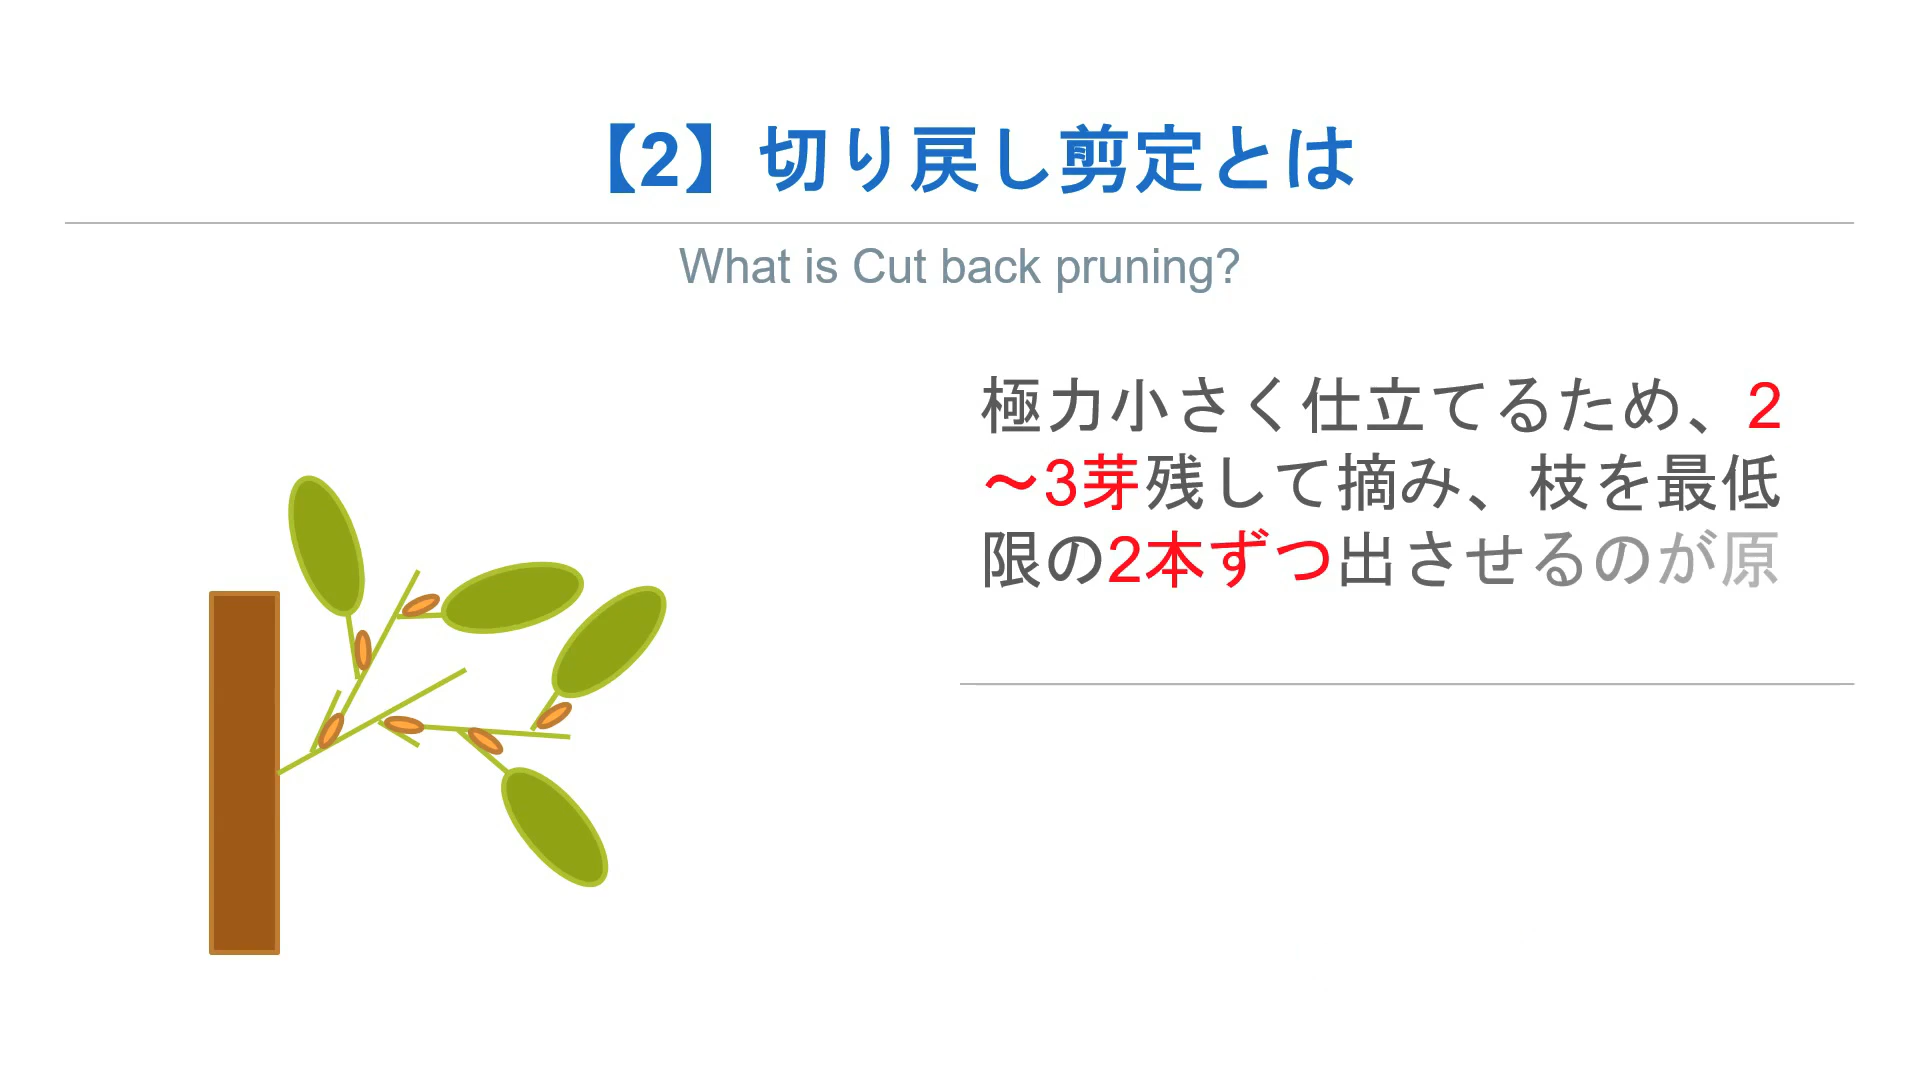 【2】切り戻し剪定とは
What is Cut back pruning?
極力小さく仕立てるため、2
〜3芽残して摘み、枝を最低
限の2本ずつ出させるのが原